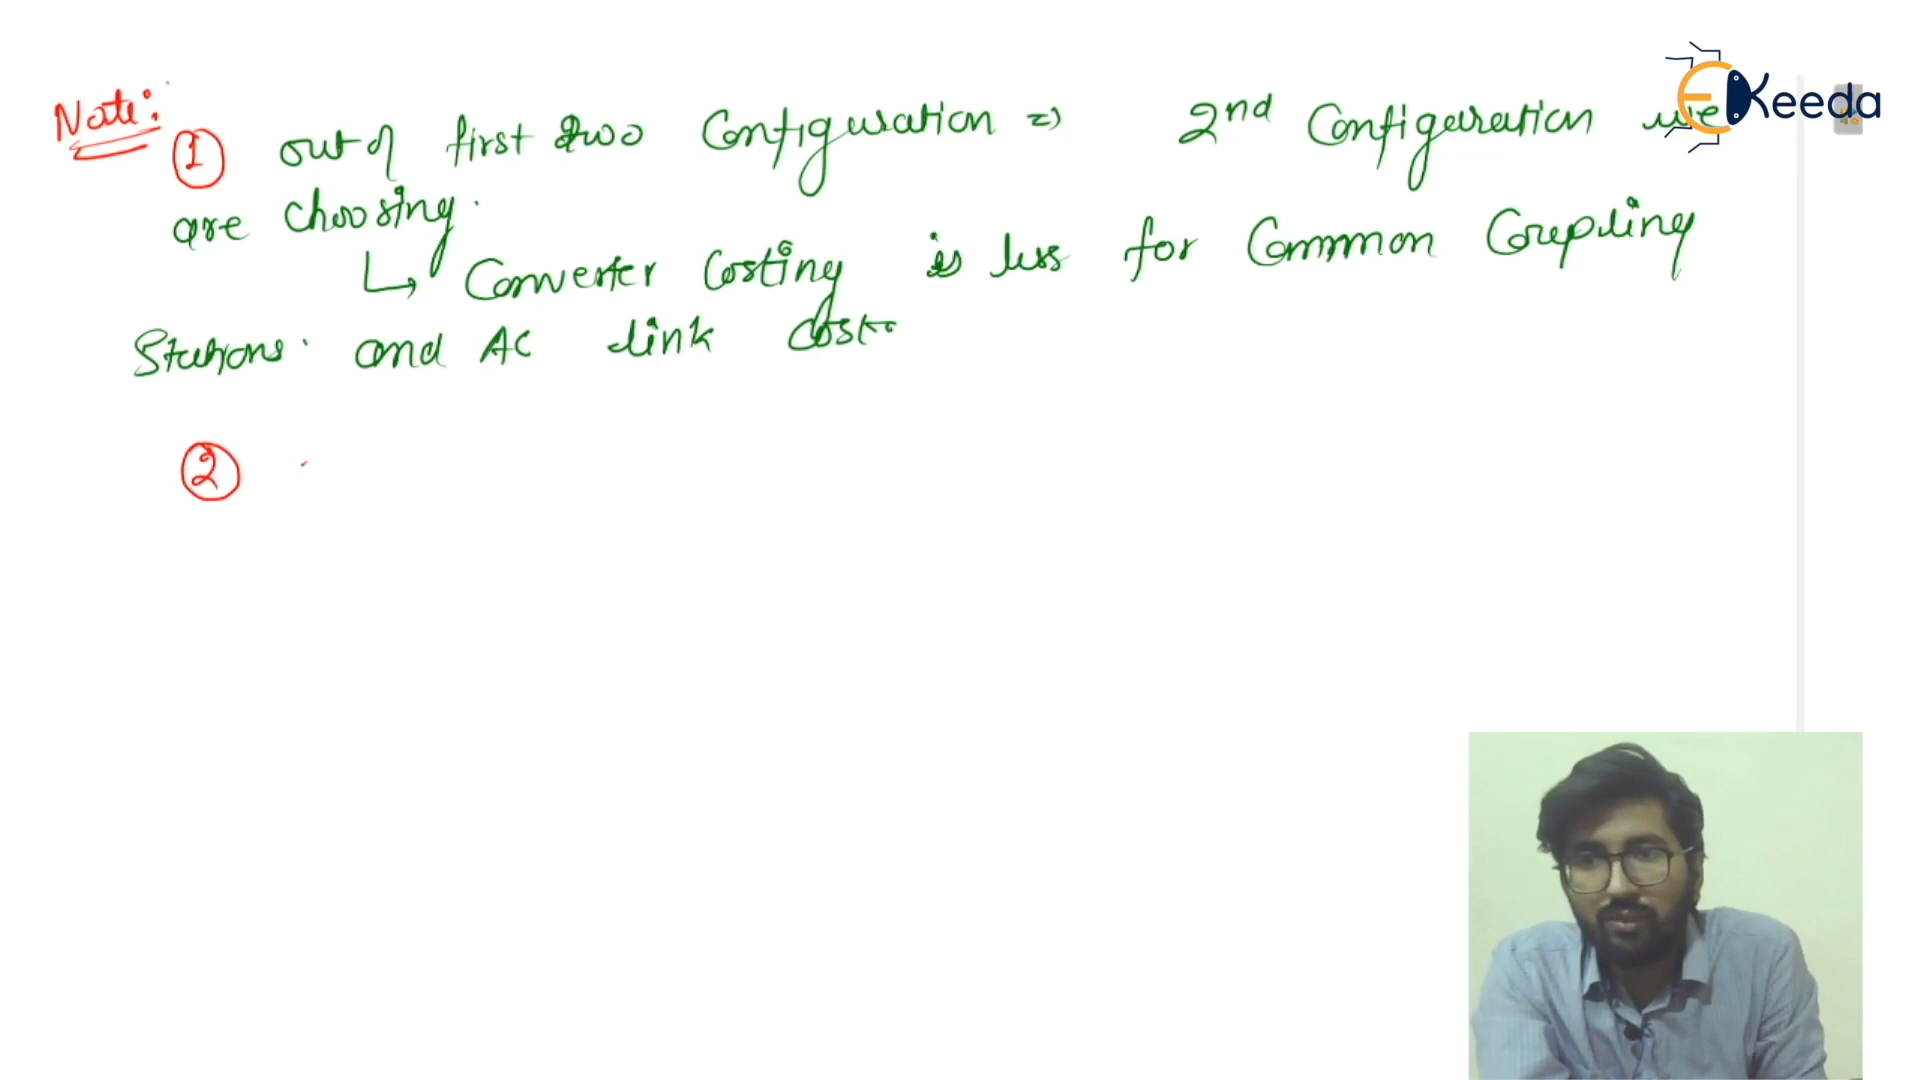 Note:
EKeeda
① out of first two Configuration ⇒ 2nd Configuration we
are choosing.
↳ Converter Costing is less for Common Coupling
Stations. and AC link cost.
②